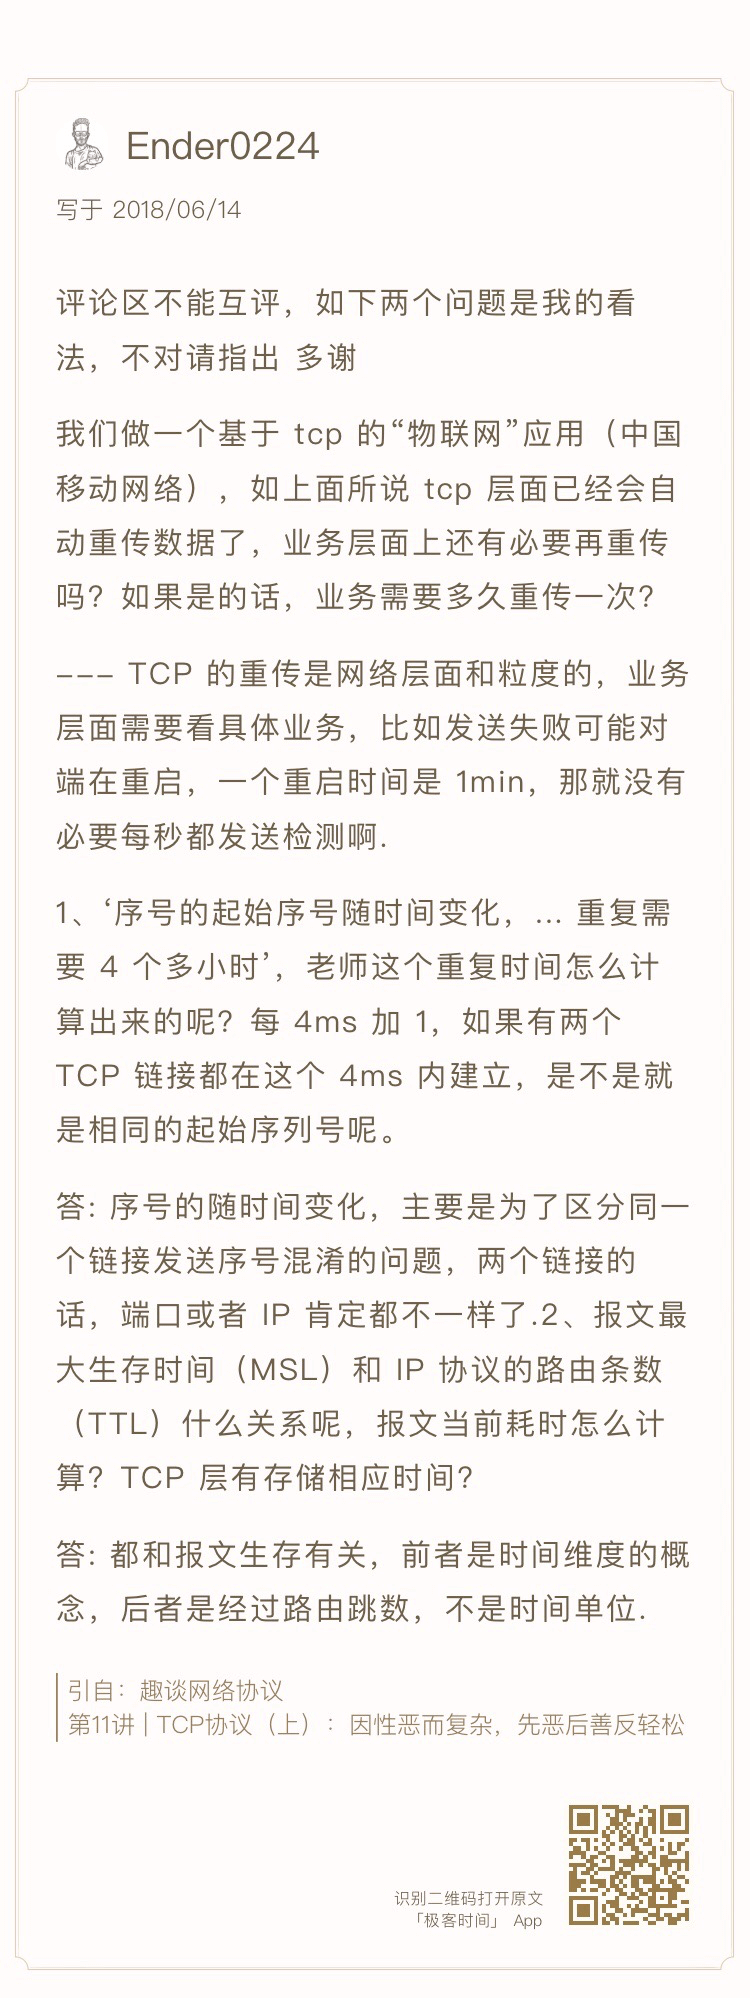 Ender0224
写于 2018/06/14
评论区不能互评，如下两个问题是我的看
法，不对请指出 多谢
我们做一个基于 tcp 的“物联网”应用（中国
移动网络），如上面所说 tcp 层面已经会自
动重传数据了，业务层面上还有必要再重传
吗？如果是的话，业务需要多久重传一次？
--- TCP 的重传是网络层面和粒度的，业务
层面需要看具体业务，比如发送失败可能对
端在重启，一个重启时间是 1min，那就没有
必要每秒都发送检测啊.
1、‘序号的起始序号随时间变化，... 重复需
要 4 个多小时’，老师这个重复时间怎么计
算出来的呢？每 4ms 加 1，如果有两个
TCP 链接都在这个 4ms 内建立，是不是就
是相同的起始序列号呢。
答: 序号的随时间变化，主要是为了区分同一
个链接发送序号混淆的问题，两个链接的
话，端口或者 IP 肯定都不一样了.2、报文最
大生存时间（MSL）和 IP 协议的路由条数
（TTL）什么关系呢，报文当前耗时怎么计
算？TCP 层有存储相应时间？
答: 都和报文生存有关，前者是时间维度的概
念，后者是经过路由跳数，不是时间单位.
引自：趣谈网络协议
第11讲 | TCP协议（上）：因性恶而复杂，先恶后善反轻松
识别二维码打开原文
「极客时间」 App